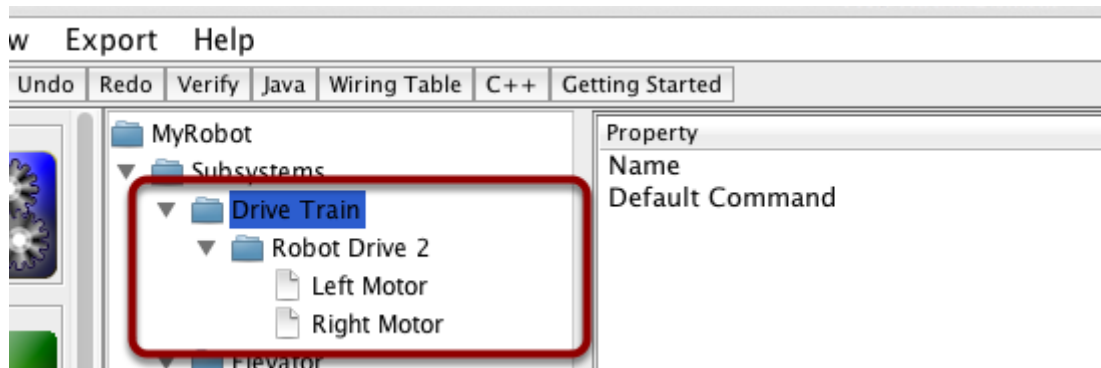 w Export Help
Undo Redo Verify Java Wiring Table C++ Getting Started
MyRobot
Subsystems
Drive Train
Robot Drive 2
Left Motor
Right Motor
Elevator
Property
Name
Default Command